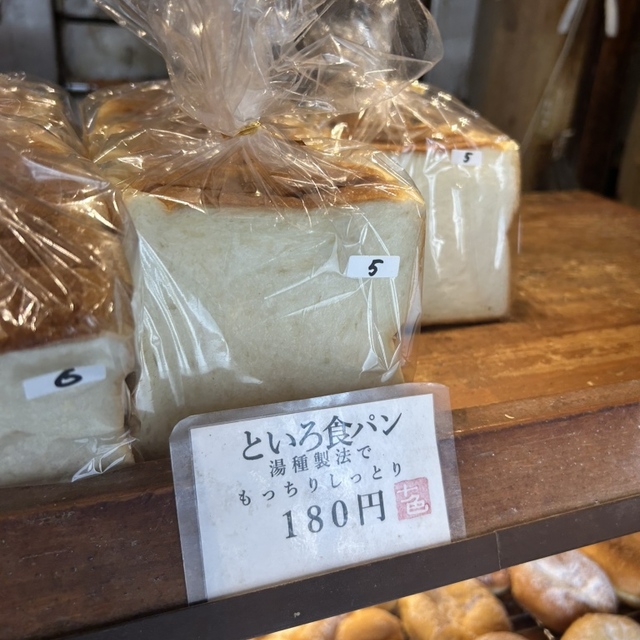 5
5
6
といろ食パン
湯種製法で
もっちりしっとり
180円
十色